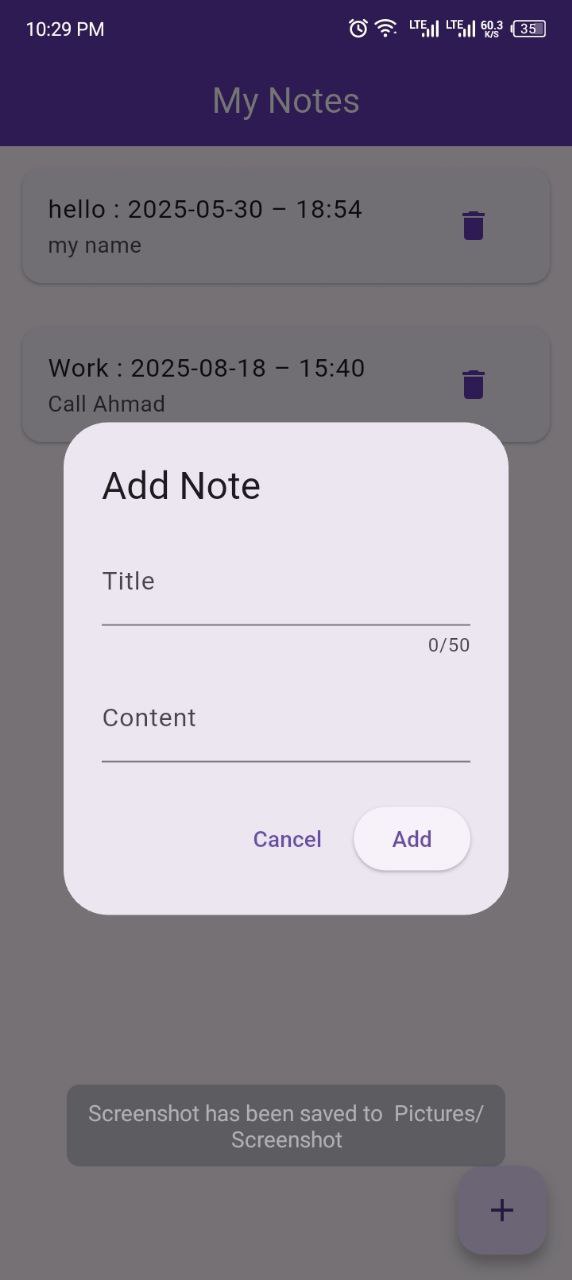 10:29 PM
LTE LTE 60.3 K/S 35
My Notes
hello : 2025-05-30 – 18:54
my name
Work : 2025-08-18 – 15:40
Call Ahmad
Add Note
Title
0/50
Content
Cancel Add
Screenshot has been saved to  Pictures/
Screenshot